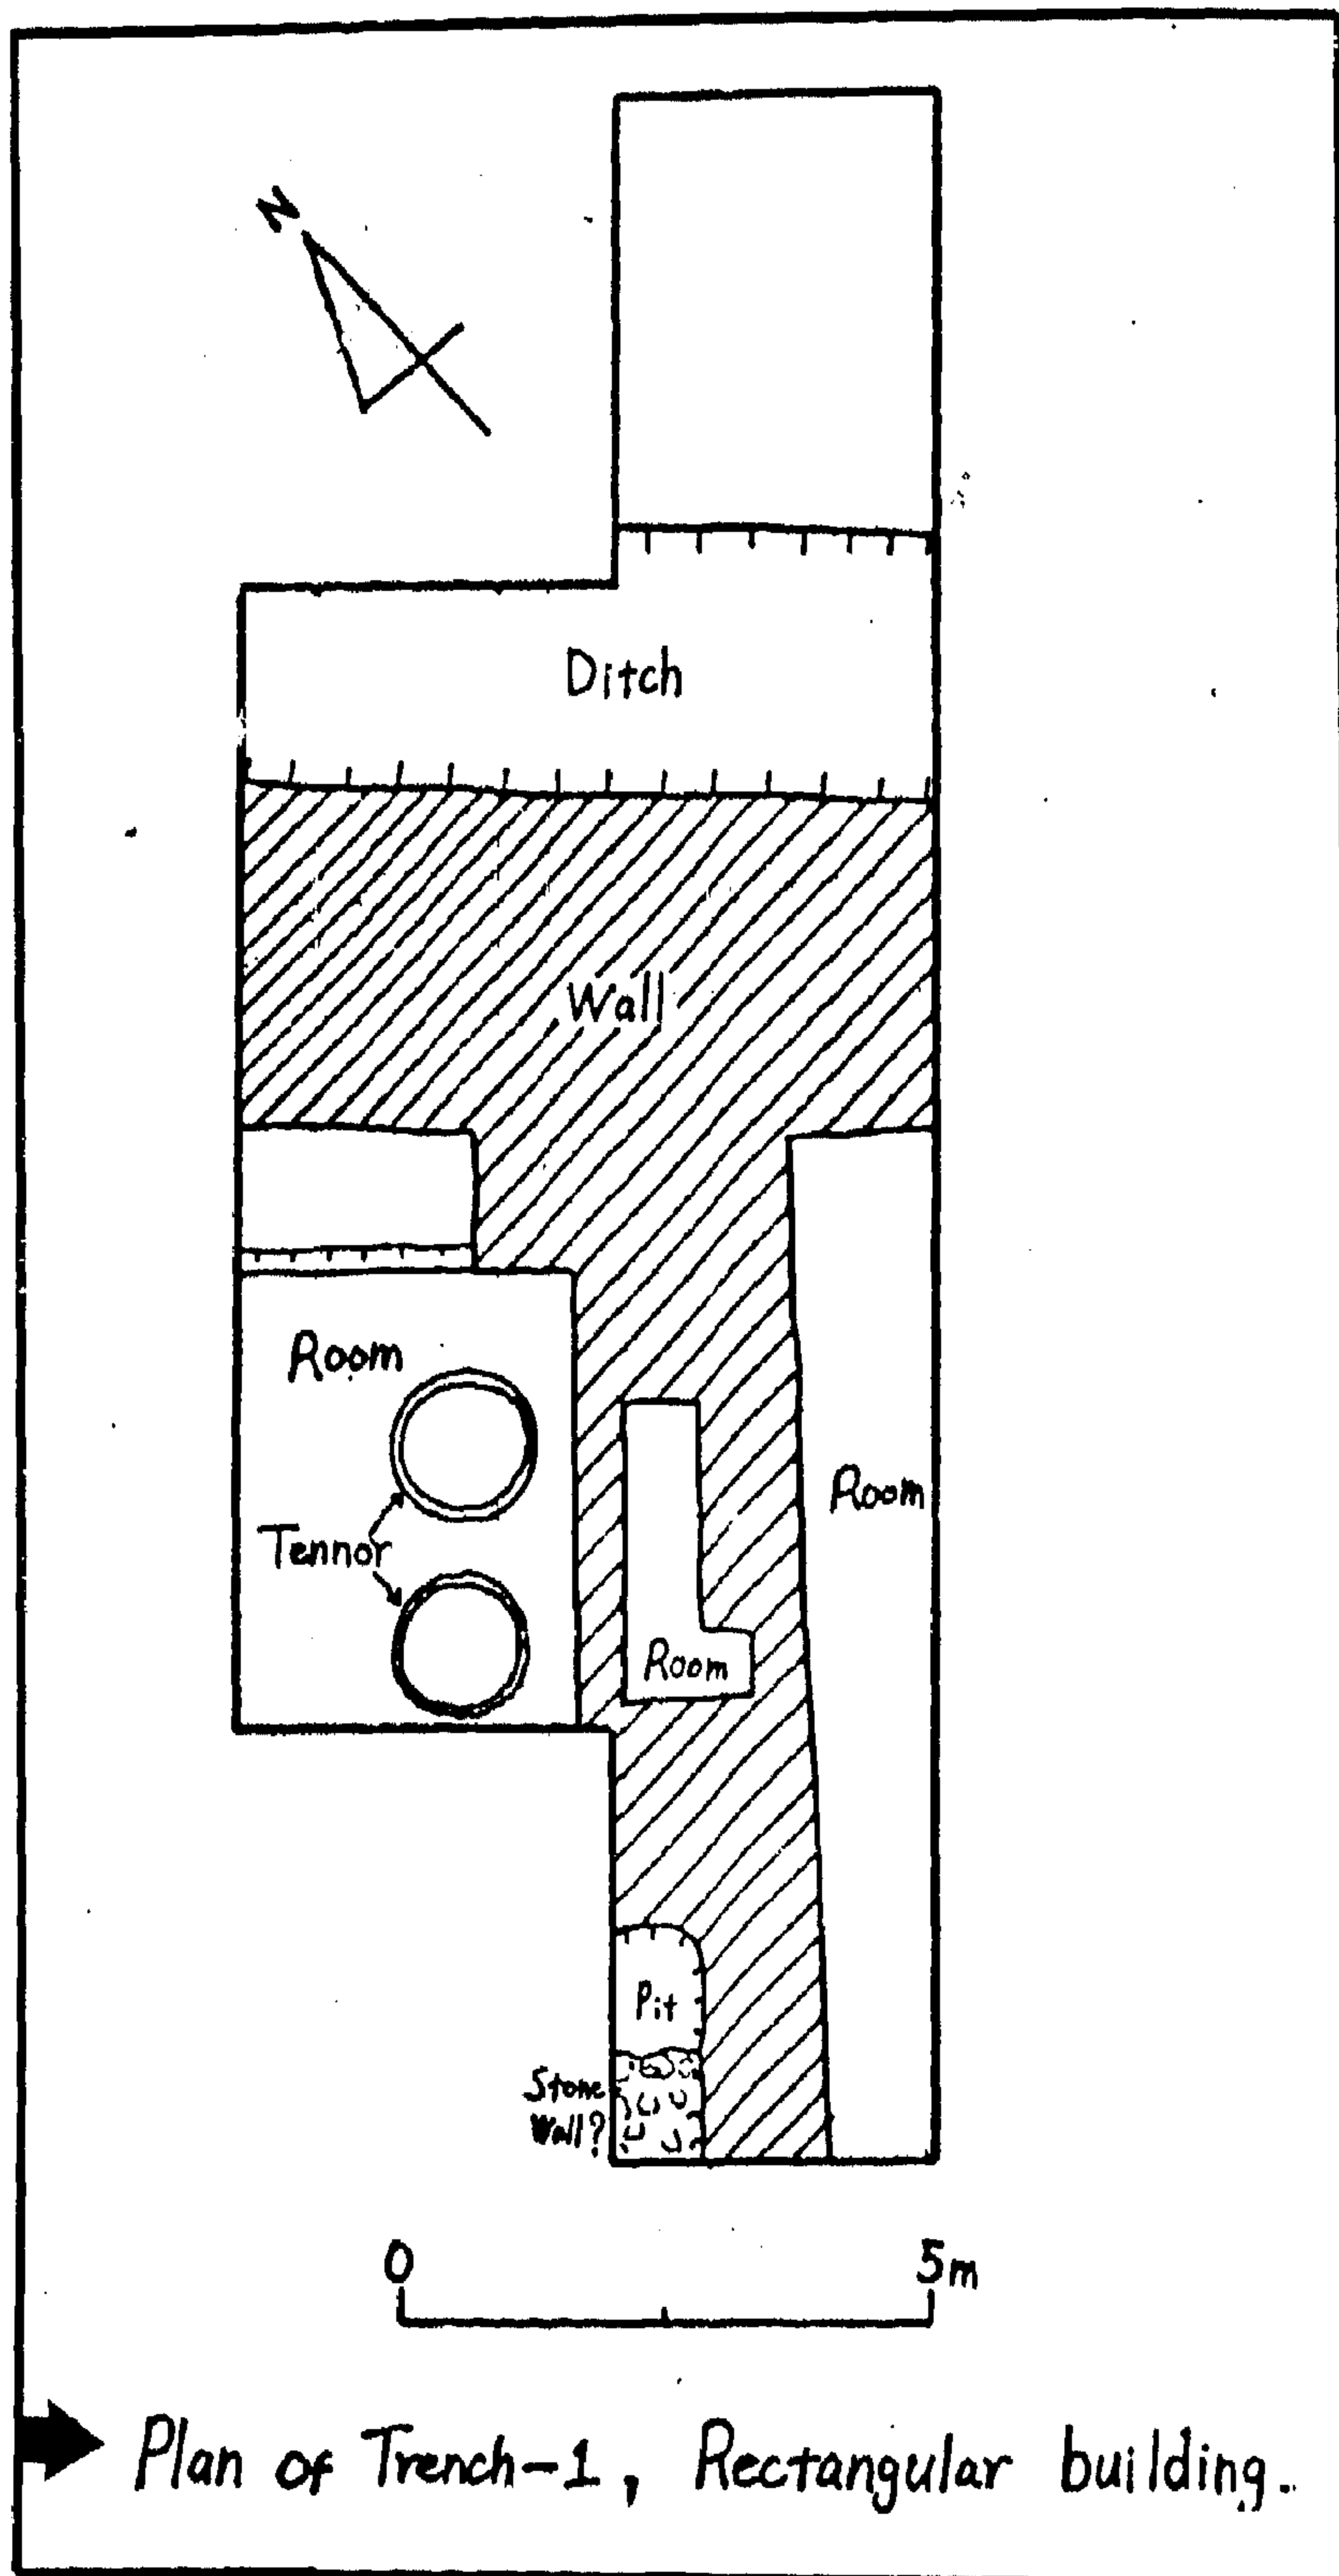 N
Ditch
Wall
Room
Tennor
Room
Room
Pit
Stone
Wall?
0 5m
Plan of Trench-1, Rectangular building.